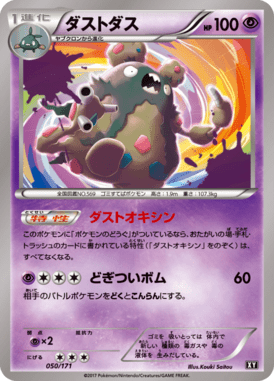 1進化
ダストダス
HP100
ヤブクロンから進化
全国図鑑NO.569 ゴミすてばポケモン 高さ:1.9m 重さ:107.3kg
とくせい
特性 ダストオキシン
このポケモンに「ポケモンのどうぐ」がついているなら、おたがいの場・手札・
トラッシュのカードに書かれている特性(「ダストオキシン」をのぞく。)は、
すべてなくなる。
どぎついボム 60
相手のバトルポケモンをどくとこんらんにする。
弱点
×2
抵抗力
にげる
050/171
ゴミを
illus.Kouki Saitou
XY
©2017 Pokémon/Nintendo/Creatures/GAME FREAK.